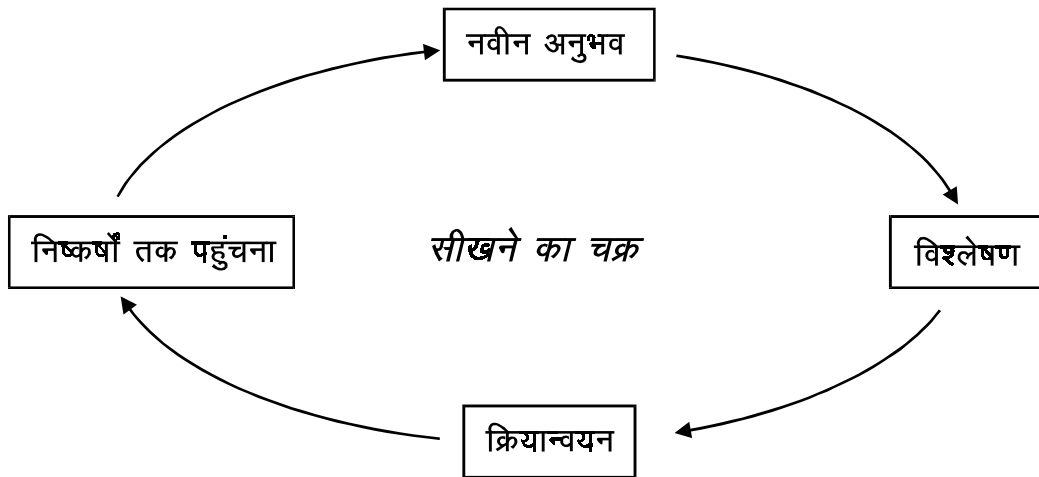 नवीन अनुभव
निष्कर्षों तक पहुंचना
सीखने का चक्र
विश्लेषण
क्रियान्वयन